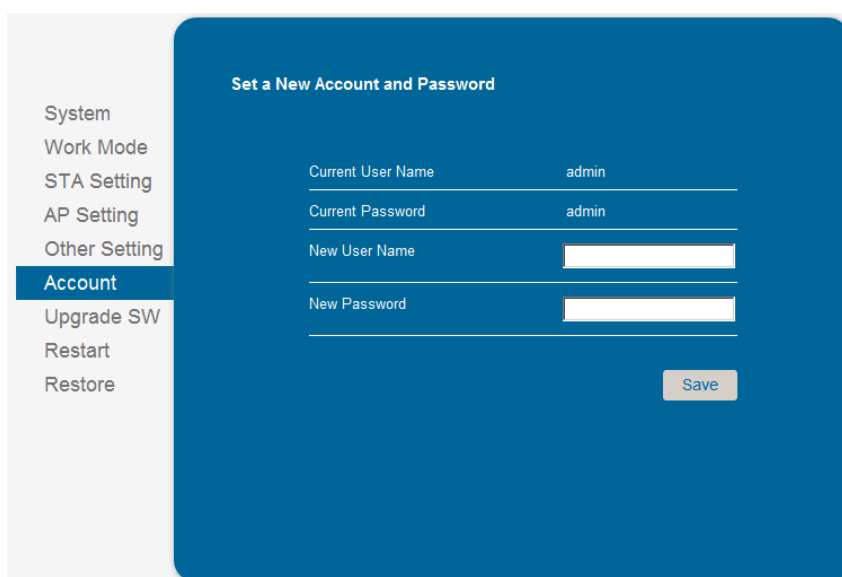 System
Work Mode
STA Setting
AP Setting
Other Setting
Account
Upgrade SW
Restart
Restore
Set a New Account and Password
Current User Name admin
Current Password admin
New User Name
New Password
Save